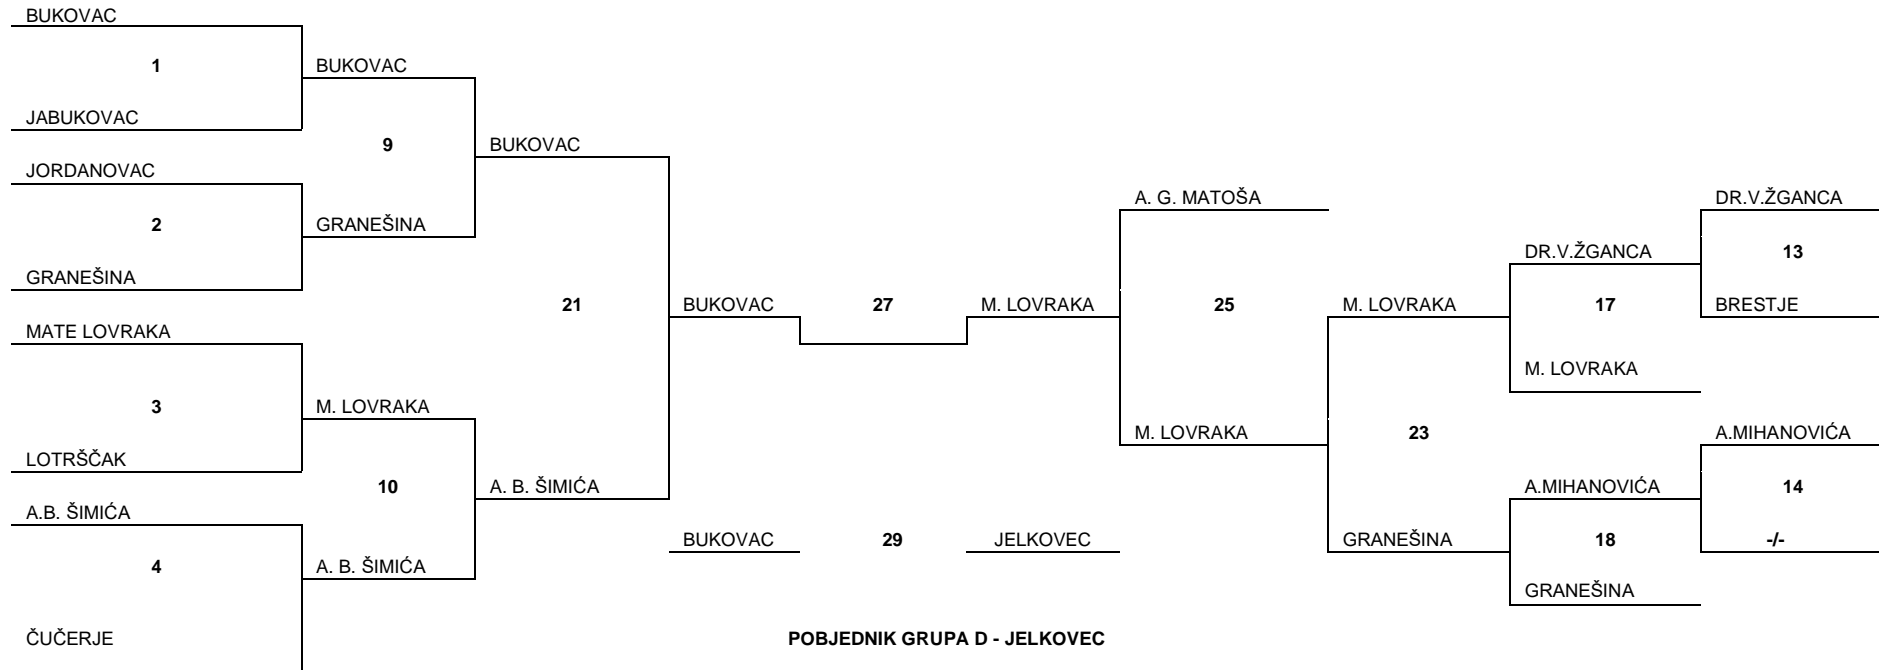 BUKOVAC
1
BUKOVAC
JABUKOVAC
9
BUKOVAC
JORDANOVAC
2
GRANEŠINA
GRANEŠINA
21
BUKOVAC
27
M. LOVRAKA
MATE LOVRAKA
3
M. LOVRAKA
LOTRŠČAK
10
A. B. ŠIMIĆA
A.B. ŠIMIĆA
4
A. B. ŠIMIĆA
ČUČERJE
BUKOVAC
29
JELKOVEC
A. G. MATOŠA
25
M. LOVRAKA
M. LOVRAKA
23
GRANEŠINA
DR.V.ŽGANCA
17
M. LOVRAKA
A.MIHANOVIĆA
18
GRANEŠINA
DR.V.ŽGANCA
13
BRESTJE
A.MIHANOVIĆA
14
-/-
POBJEDNIK GRUPA D - JELKOVEC